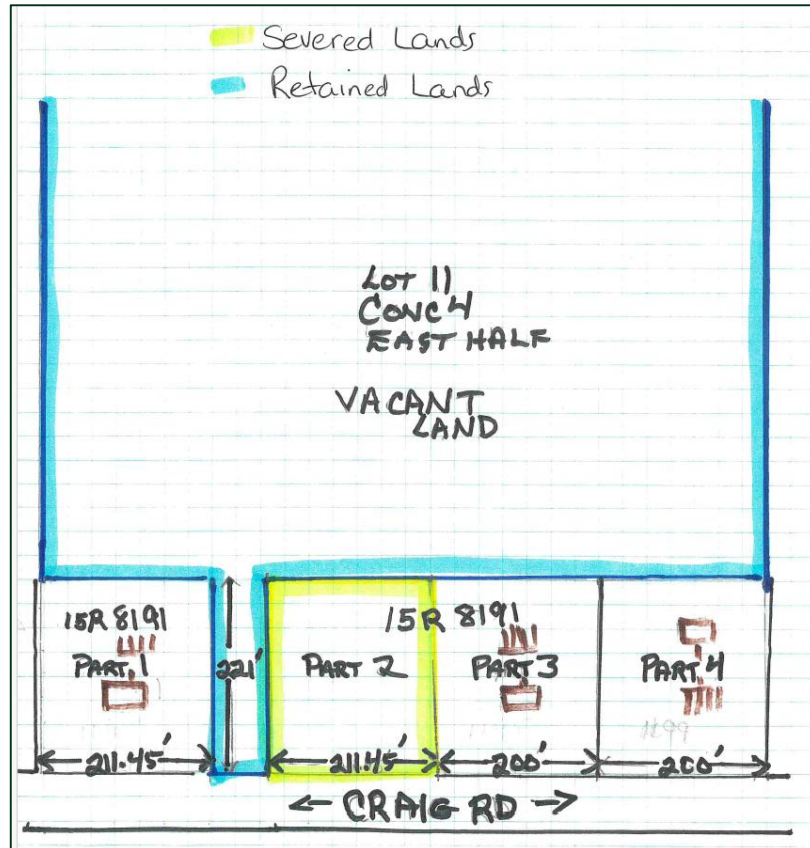 Severed Lands
Retained Lands
LOT 11
CONC 4
EAST HALF
VACANT
LAND
15R 8191
PART 1
221'
PART 2
15R 8191
PART 3
PART 4
1199
211.45'
211.45'
200'
200'
← CRAIG RD →